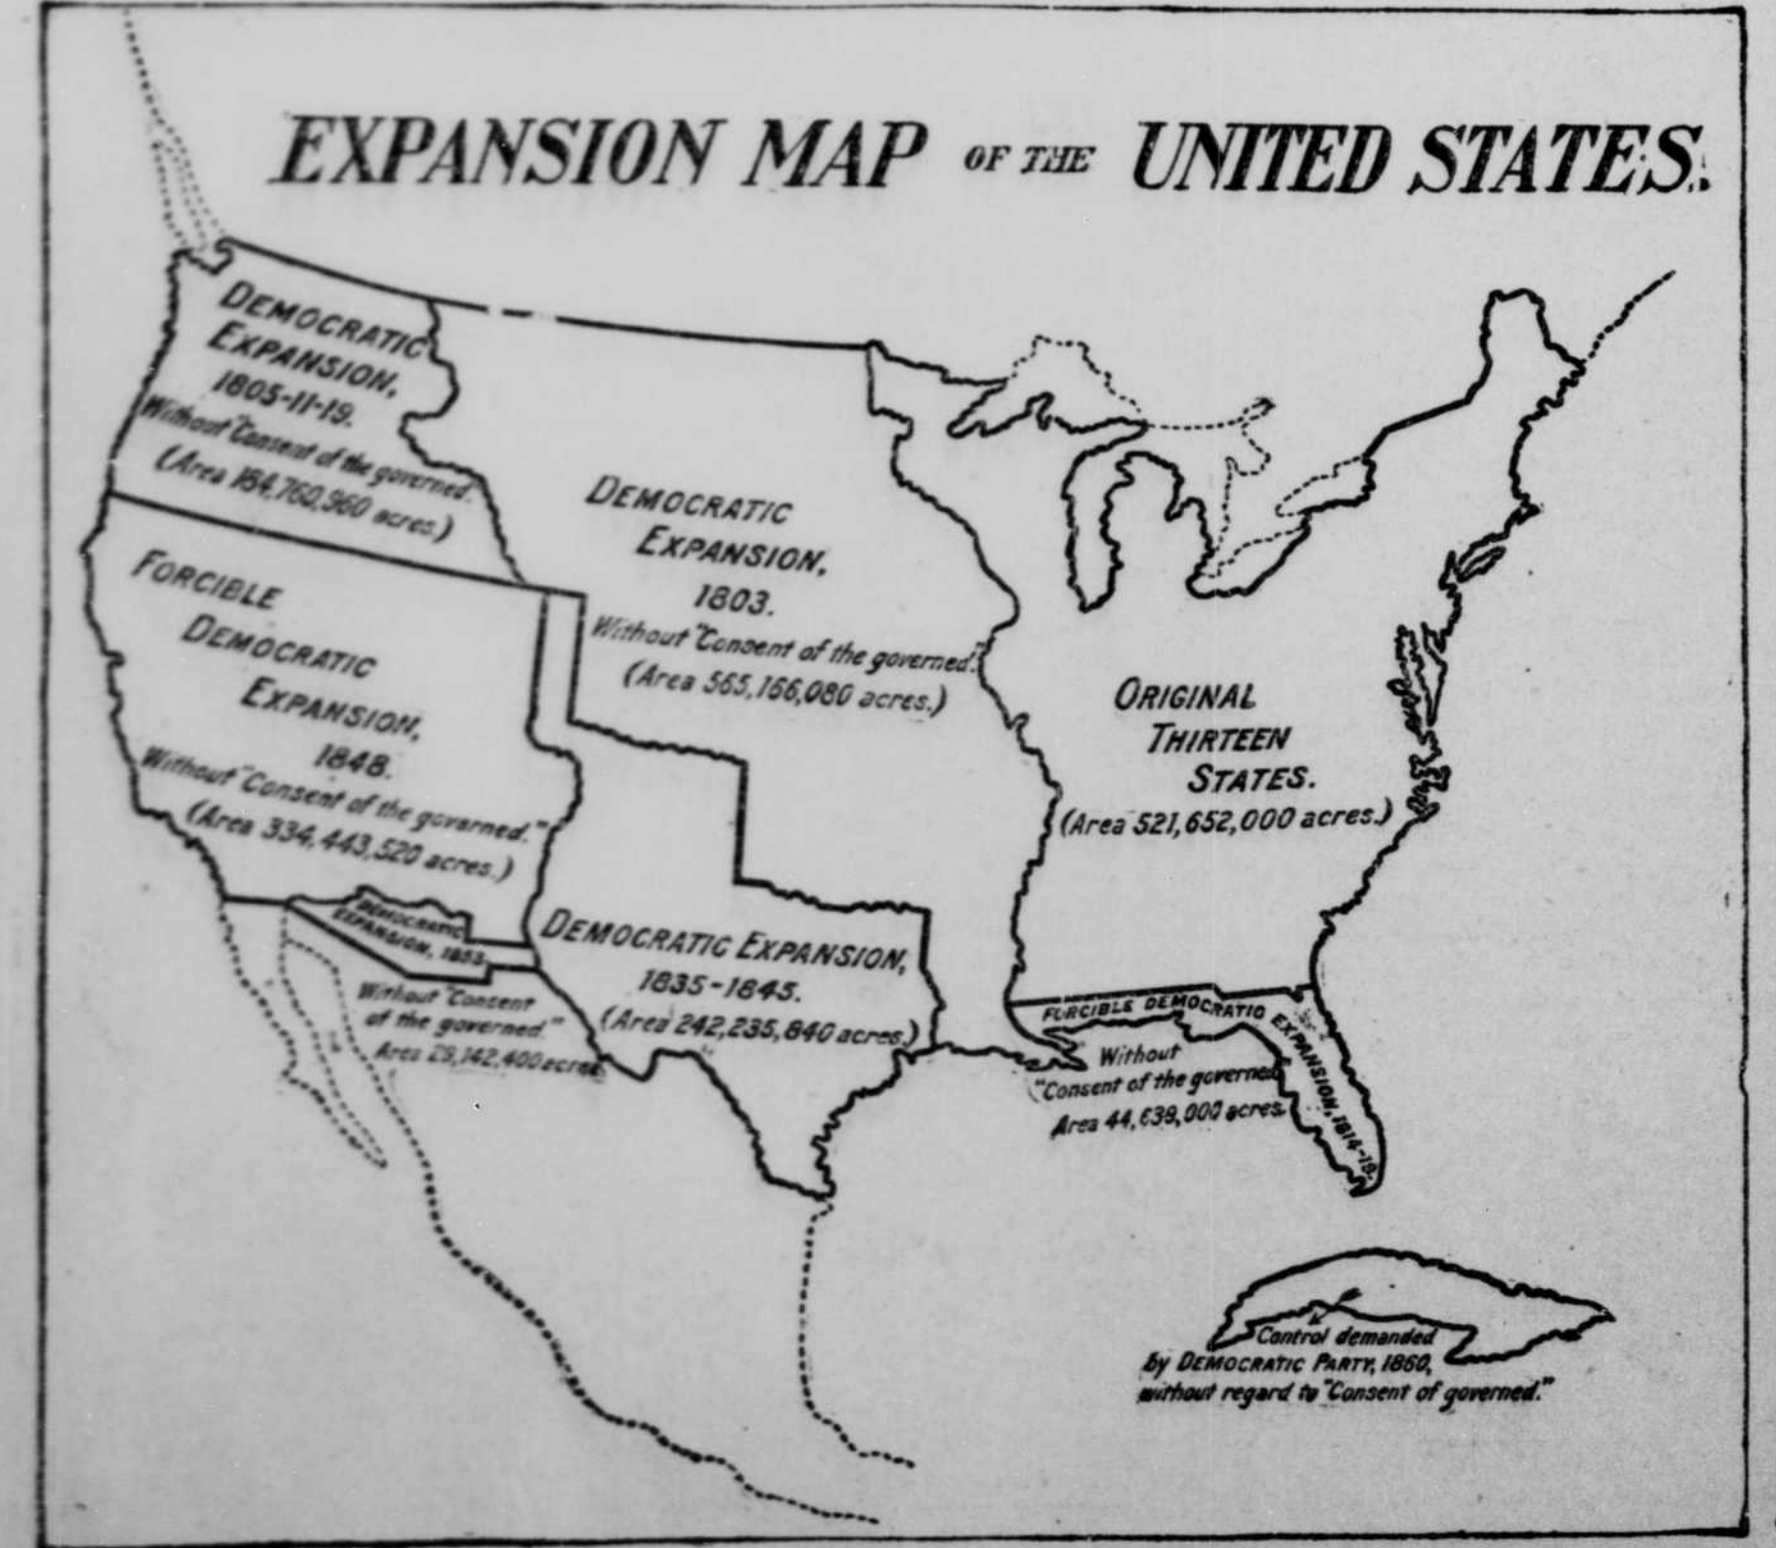 EXPANSION MAP OF THE UNITED STATES.
DEMOCRATIC
EXPANSION,
1805-11-19.
Without "Consent of the governed.
(Area 184,760,960 acres.)
DEMOCRATIC
EXPANSION,
1803.
Without "Consent of the governed."
(Area 565,166,080 acres.)
FORCIBLE
DEMOCRATIC
EXPANSION,
1848.
Without "Consent of the governed."
(Area 334,443,520 acres.)
ORIGINAL
THIRTEEN
STATES.
(Area 521,652,000 acres.)
DEMOCRATIC
EXPANSION, 1853.
Without "Consent
of the governed."
Area 29,142,400 acres
DEMOCRATIC EXPANSION,
1835-1845.
(Area 242,235,840 acres.)
FORCIBLE DEMOCRATIC EXPANSION, 1814-19.
Without
"Consent of the governed
Area 44,639,000 acres.
Control demanded
by DEMOCRATIC PARTY, 1860,
without regard to "Consent of governed."